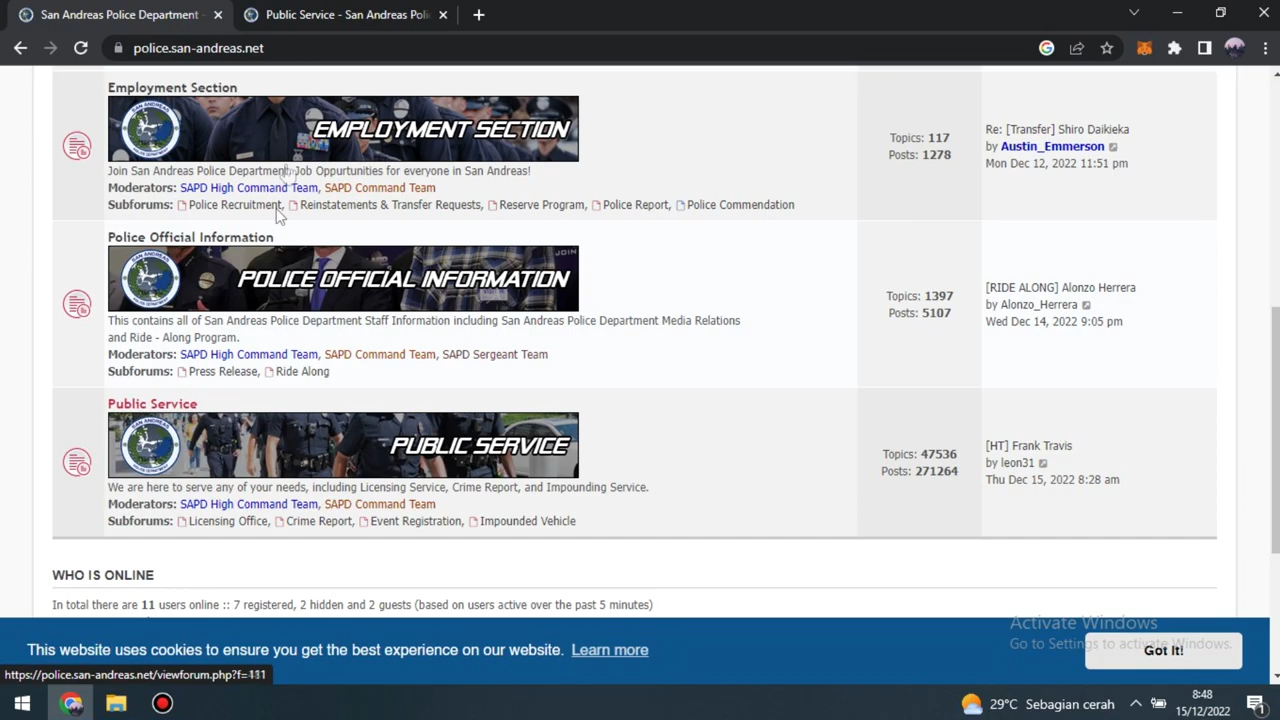 San Andreas Police Department -
Public Service - San Andreas Poli
police.san-andreas.net
Employment Section
SAN ANDREAS
EMPLOYMENT SECTION
Join San Andreas Police Department! Job Opportunities for everyone in San Andreas!
Moderators: SAPD High Command Team, SAPD Command Team
Subforums: Police Recruitment, Reinstatements & Transfer Requests, Reserve Program, Police Report, Police Commendation
Topics: 117
Posts: 1278
Re: [Transfer] Shiro Daikieka
by Austin_Emmerson
Mon Dec 12, 2022 11:51 pm
Police Official Information
SAN ANDREAS
JOIN
POLICE OFFICIAL INFORMATION
This contains all of San Andreas Police Department Staff Information including San Andreas Police Department Media Relations
and Ride - Along Program.
Moderators: SAPD High Command Team, SAPD Command Team, SAPD Sergeant Team
Subforums: Press Release, Ride Along
Topics: 1397
Posts: 5107
[RIDE ALONG] Alonzo Herrera
by Alonzo_Herrera
Wed Dec 14, 2022 9:05 pm
Public Service
SAN ANDREAS
PUBLIC SERVICE
We are here to serve any of your needs, including Licensing Service, Crime Report, and Impounding Service.
Moderators: SAPD High Command Team, SAPD Command Team
Subforums: Licensing Office, Crime Report, Event Registration, Impounded Vehicle
Topics: 47536
Posts: 271264
[HT] Frank Travis
by leon31
Thu Dec 15, 2022 8:28 am
WHO IS ONLINE
In total there are 11 users online :: 7 registered, 2 hidden and 2 guests (based on users active over the past 5 minutes)
Activate Windows
Go to Settings to activate Windows.
This website uses cookies to ensure you get the best experience on our website. Learn more
Got It!
29°C Sebagian cerah
8:48
15/12/2022
1